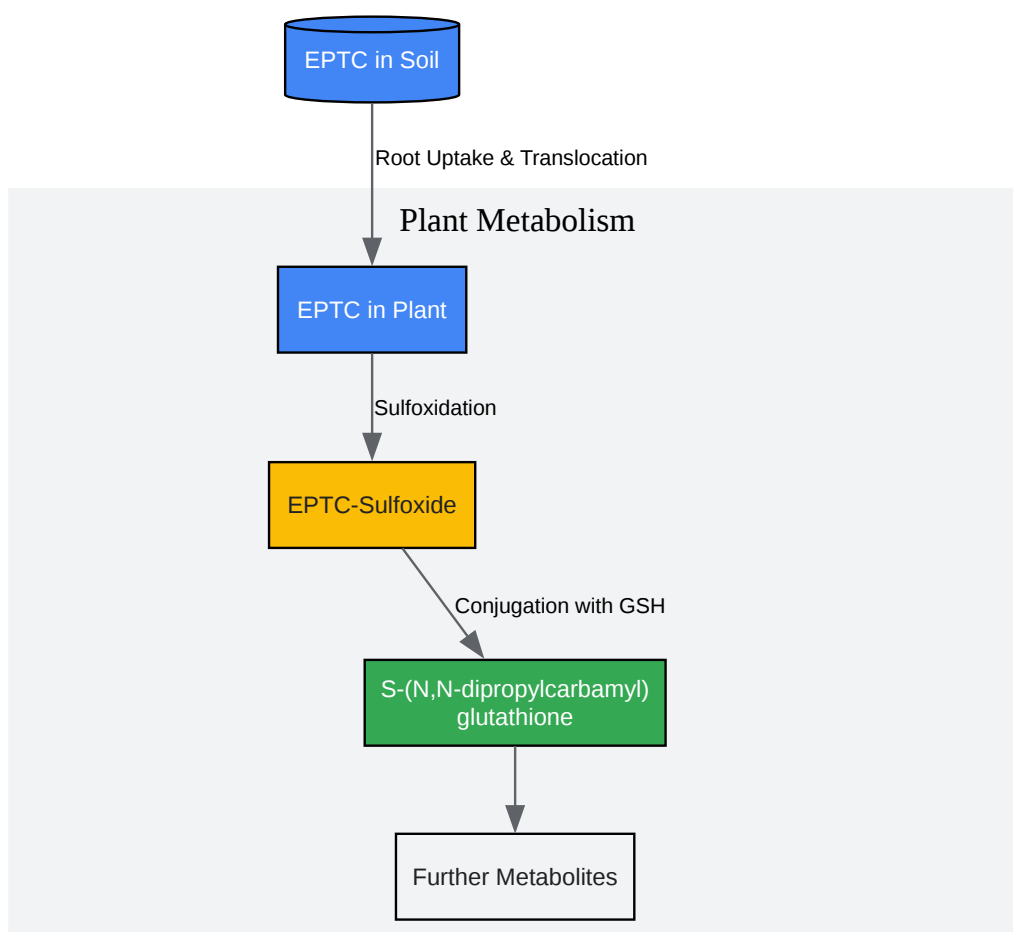 EPTC in Soil
Root Uptake & Translocation
Plant Metabolism
EPTC in Plant
Sulfoxidation
EPTC-Sulfoxide
Conjugation with GSH
S-(N,N-dipropylcarbamyl)
glutathione
Further Metabolites